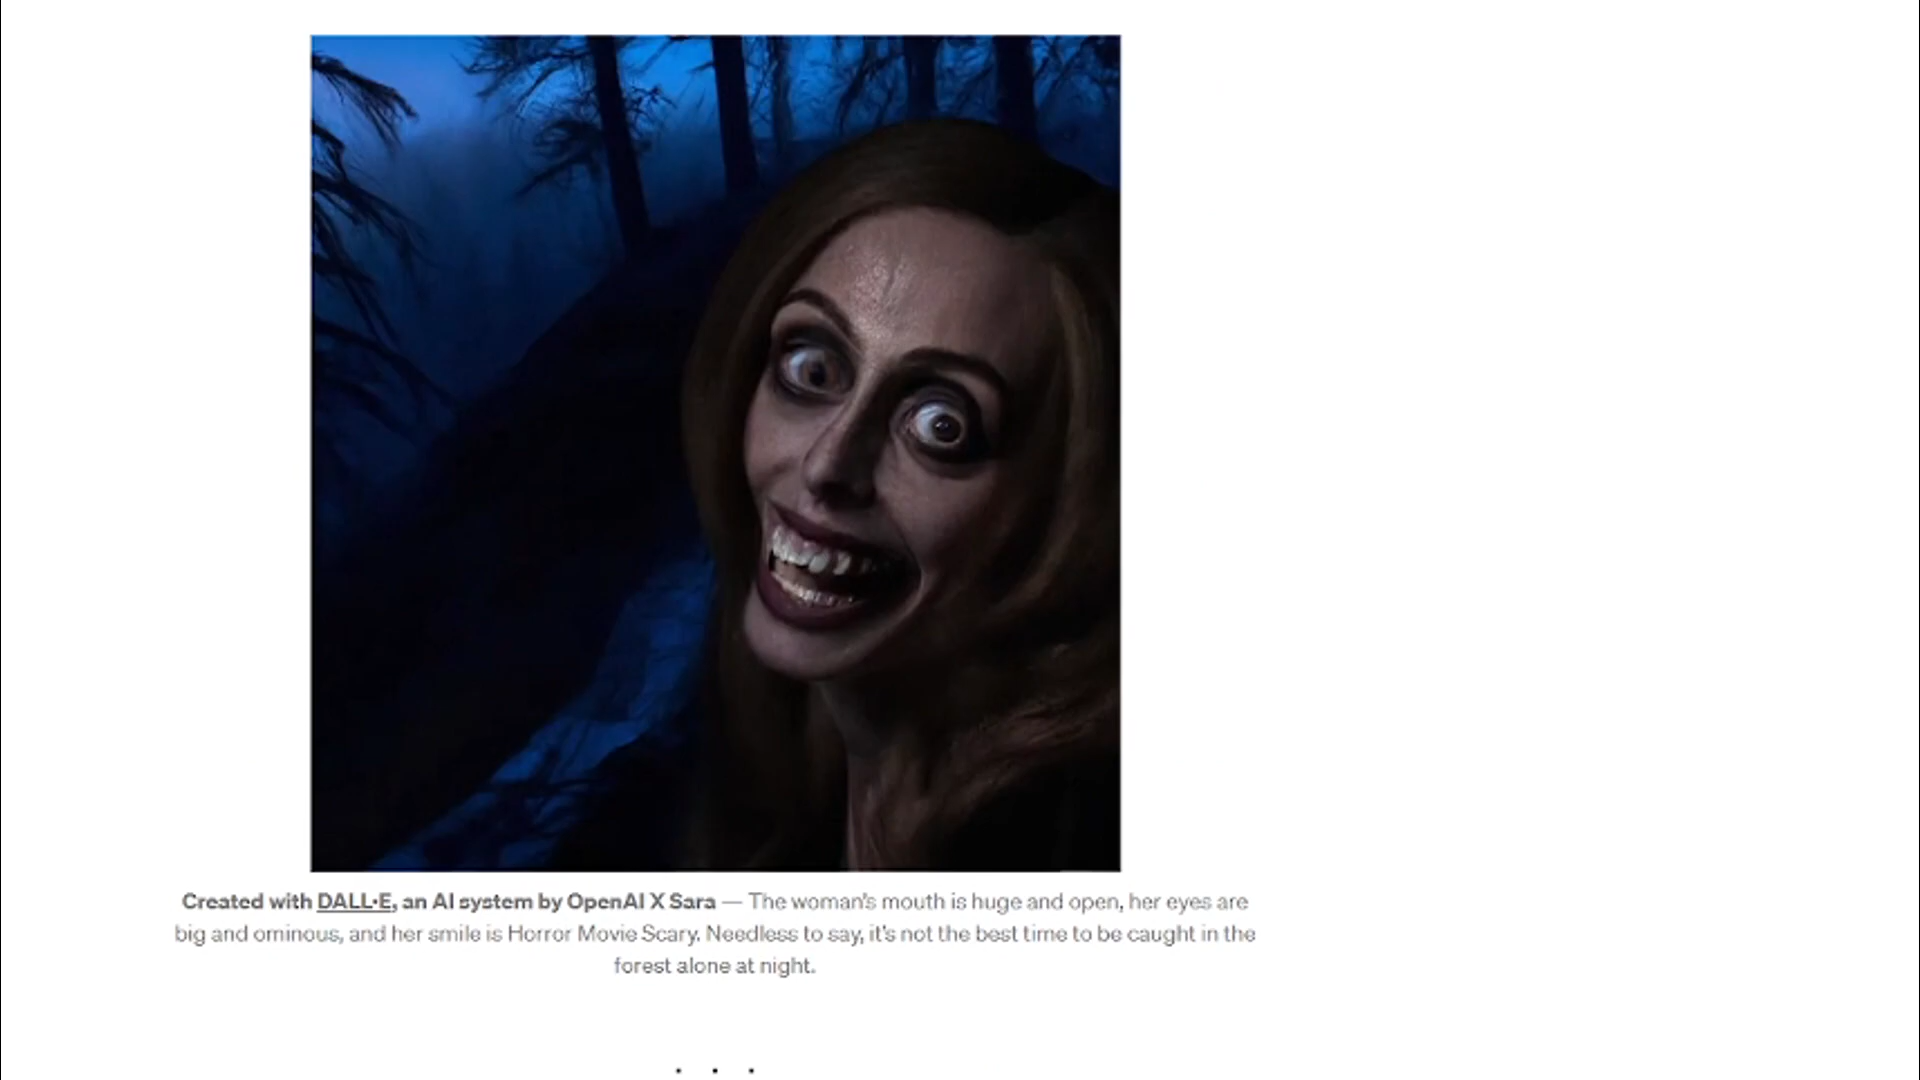 Created with DALL·E, an AI system by OpenAI X Sara — The woman's mouth is huge and open, her eyes are
big and ominous, and her smile is Horror Movie Scary. Needless to say, it's not the best time to be caught in the
forest alone at night.